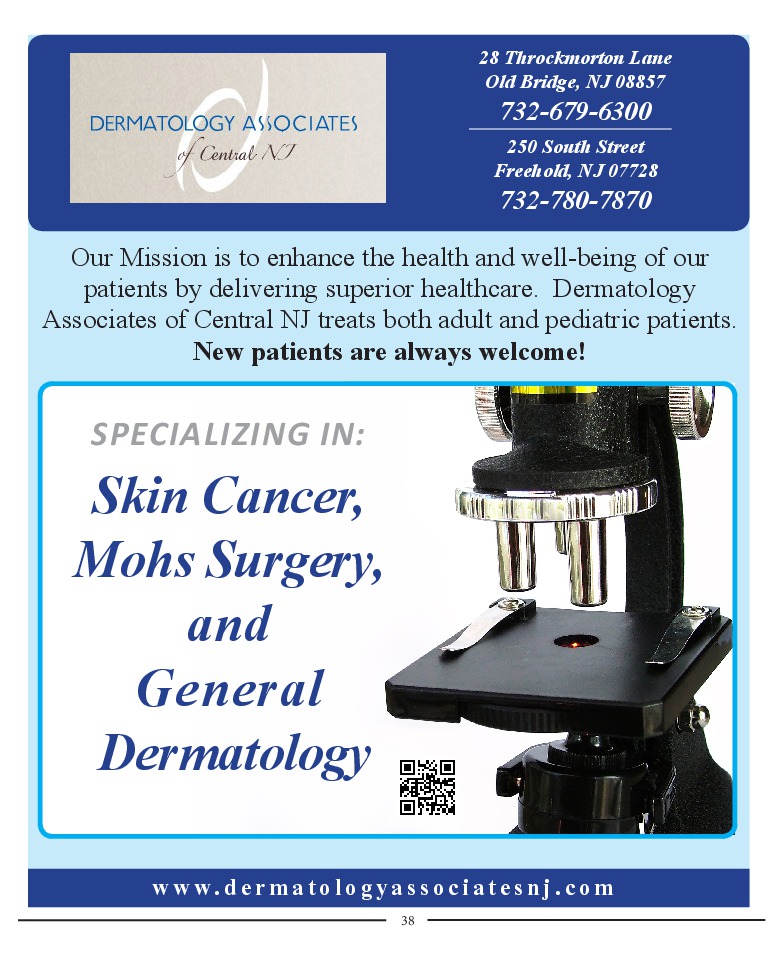 DERMATOLOGY ASSOCIATES
of Central NJ
28 Throckmorton Lane
Old Bridge, NJ 08857
732-679-6300
250 South Street
Freehold, NJ 07728
732-780-7870
Our Mission is to enhance the health and well-being of our
patients by delivering superior healthcare.  Dermatology
Associates of Central NJ treats both adult and pediatric patients.
New patients are always welcome!
SPECIALIZING IN:
Skin Cancer,
Mohs Surgery,
and
General
Dermatology
www.dermatologyassociatesnj.com
38